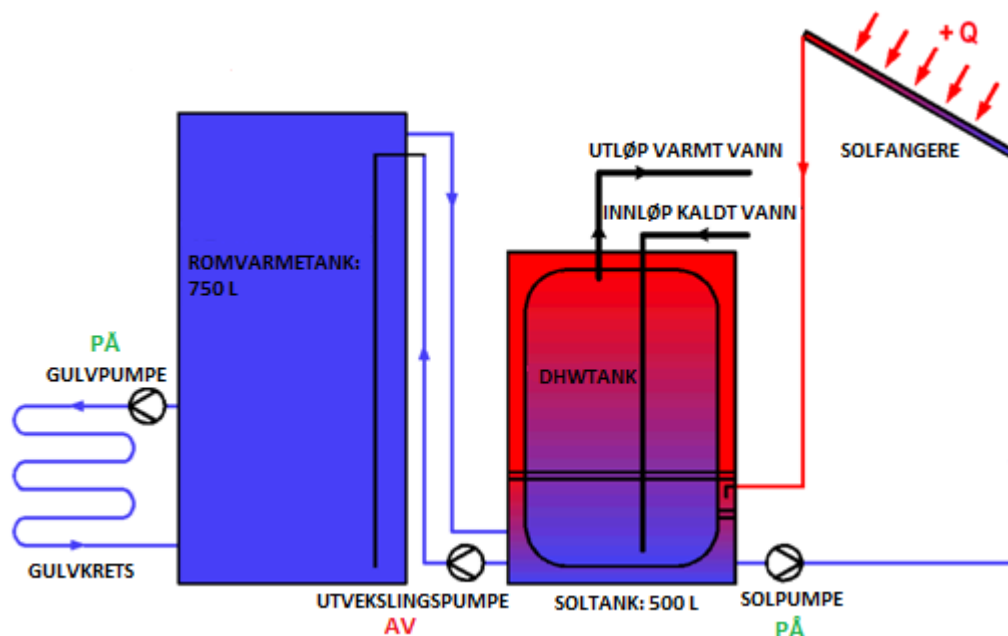 + Q
SOLFANGERE
UTLØP VARMT VANN
INNLØP KALDT VANN
ROMVARMETANK:
750 L
PÅ
GULVPUMPE
DHWTANK
GULVKRETS
UTVEKSLINGSPUMPE
AV
SOLTANK: 500 L
SOLPUMPE
PÅ